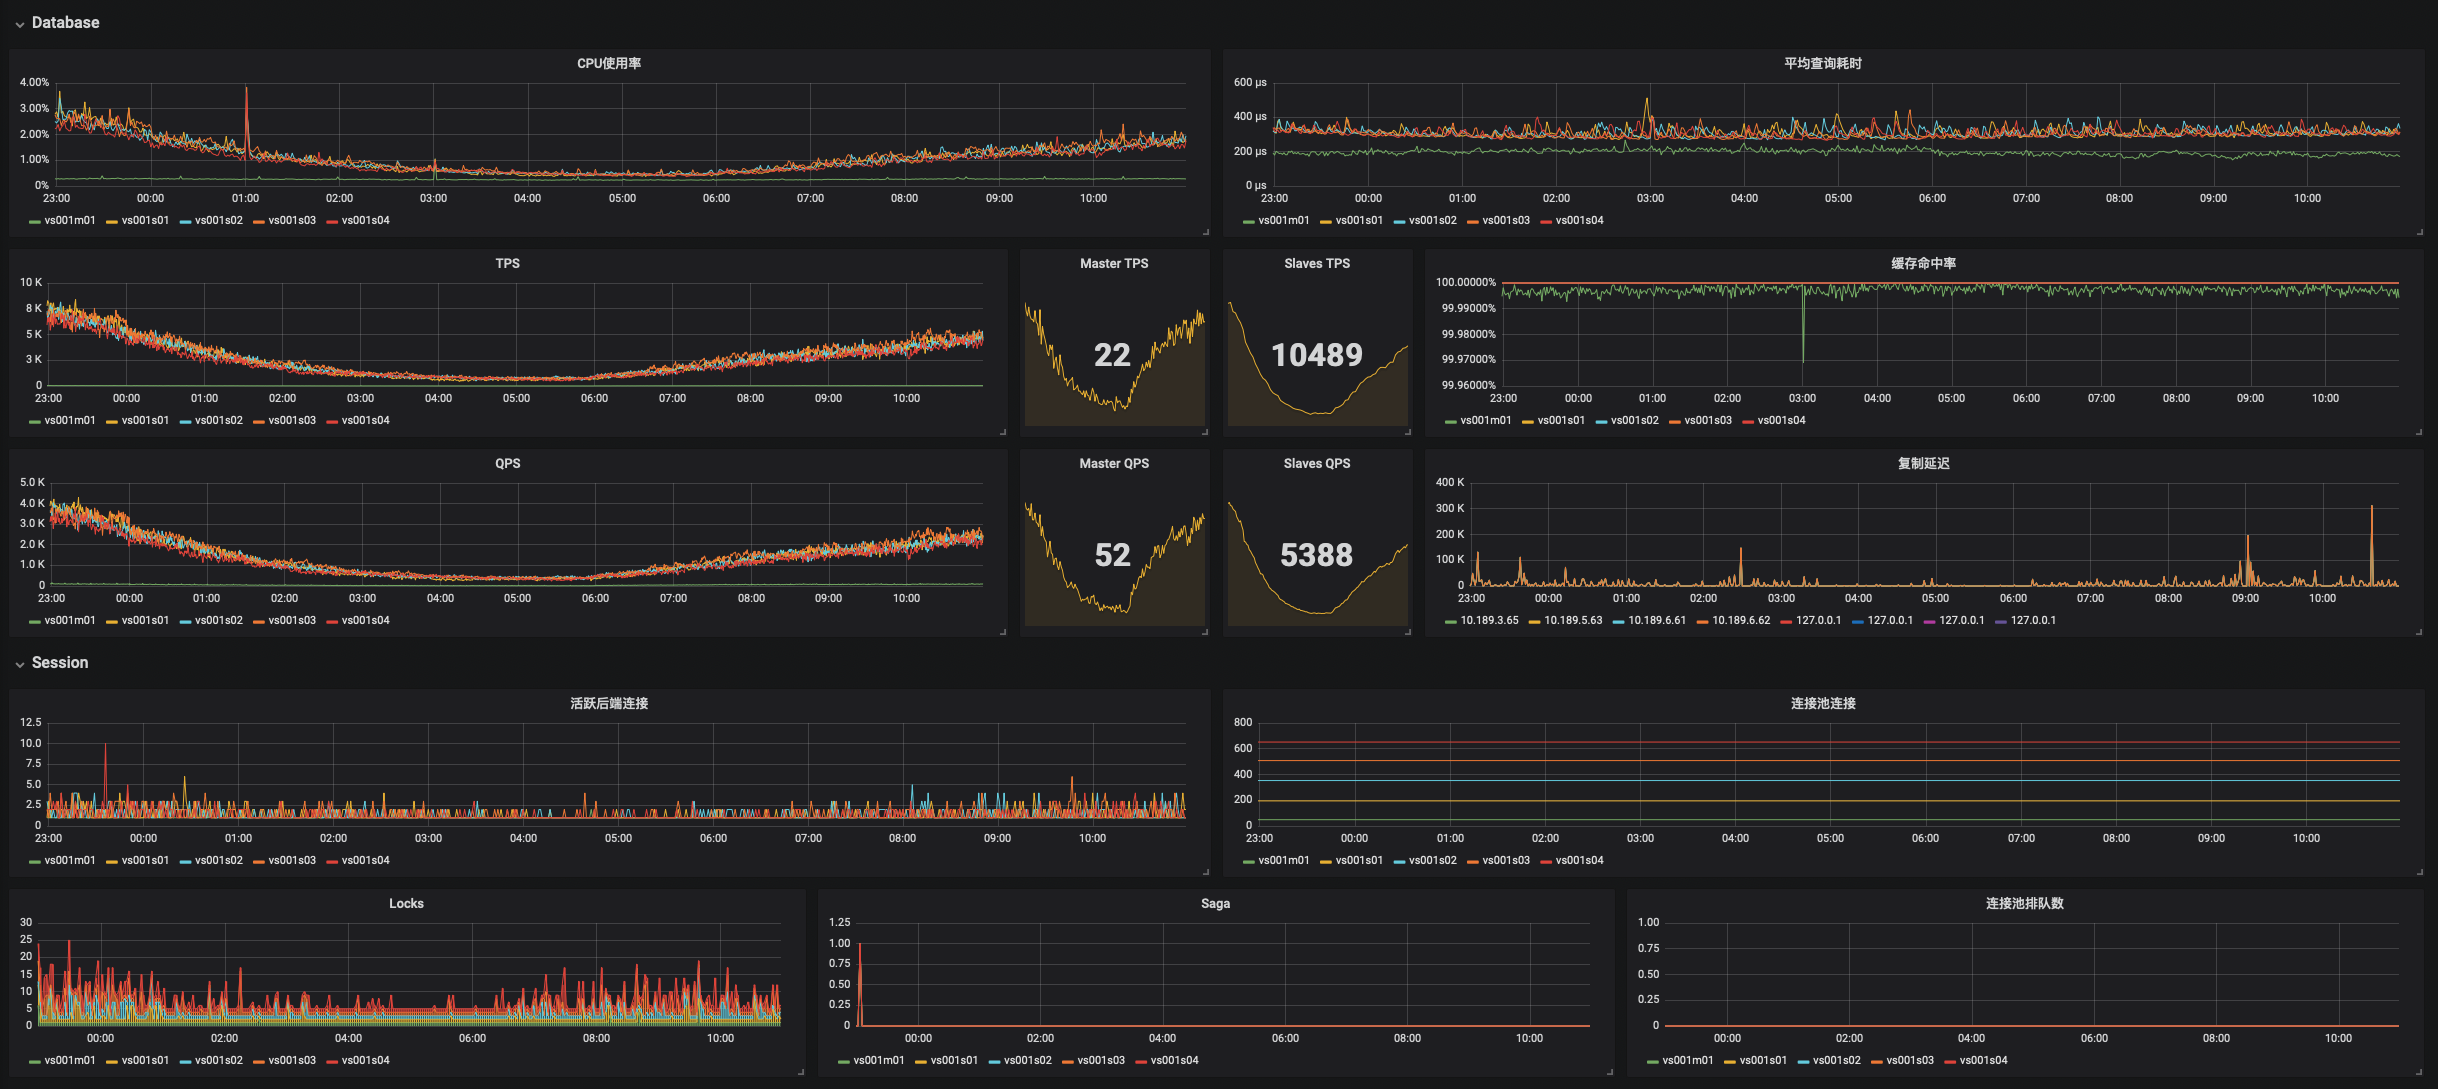 Database
CPU使用率
4.00%
3.00%
2.00%
1.00%
0%
23:00 00:00 01:00 02:00 03:00 04:00 05:00 06:00 07:00 08:00 09:00 10:00
vs001m01 vs001s01 vs001s02 vs001s03 vs001s04
平均查询耗时
600 µs
400 µs
200 µs
0 µs
23:00 00:00 01:00 02:00 03:00 04:00 05:00 06:00 07:00 08:00 09:00 10:00
vs001m01 vs001s01 vs001s02 vs001s03 vs001s04
TPS
10 K
8 K
5 K
3 K
0
23:00 00:00 01:00 02:00 03:00 04:00 05:00 06:00 07:00 08:00 09:00 10:00
vs001m01 vs001s01 vs001s02 vs001s03 vs001s04
Master TPS
22
Slaves TPS
10489
缓存命中率
100.00000%
99.99000%
99.98000%
99.97000%
99.96000%
23:00 00:00 01:00 02:00 03:00 04:00 05:00 06:00 07:00 08:00 09:00 10:00
vs001m01 vs001s01 vs001s02 vs001s03 vs001s04
QPS
5.0 K
4.0 K
3.0 K
2.0 K
1.0 K
0
23:00 00:00 01:00 02:00 03:00 04:00 05:00 06:00 07:00 08:00 09:00 10:00
vs001m01 vs001s01 vs001s02 vs001s03 vs001s04
Master QPS
52
Slaves QPS
5388
复制延迟
400 K
300 K
200 K
100 K
0
23:00 00:00 01:00 02:00 03:00 04:00 05:00 06:00 07:00 08:00 09:00 10:00
10.189.3.65 10.189.5.63 10.189.6.61 10.189.6.62 127.0.0.1 127.0.0.1 127.0.0.1 127.0.0.1
Session
活跃后端连接
12.5
10.0
7.5
5.0
2.5
0
23:00 00:00 01:00 02:00 03:00 04:00 05:00 06:00 07:00 08:00 09:00 10:00
vs001m01 vs001s01 vs001s02 vs001s03 vs001s04
连接池连接
800
600
400
200
0
23:00 00:00 01:00 02:00 03:00 04:00 05:00 06:00 07:00 08:00 09:00 10:00
vs001m01 vs001s01 vs001s02 vs001s03 vs001s04
Locks
30
25
20
15
10
5
0
00:00 02:00 04:00 06:00 08:00 10:00
vs001m01 vs001s01 vs001s02 vs001s03 vs001s04
Saga
1.25
1.00
0.75
0.50
0.25
0
00:00 02:00 04:00 06:00 08:00 10:00
vs001m01 vs001s01 vs001s02 vs001s03 vs001s04
连接池排队数
1.00
0.75
0.50
0.25
0
00:00 02:00 04:00 06:00 08:00 10:00
vs001m01 vs001s01 vs001s02 vs001s03 vs001s04